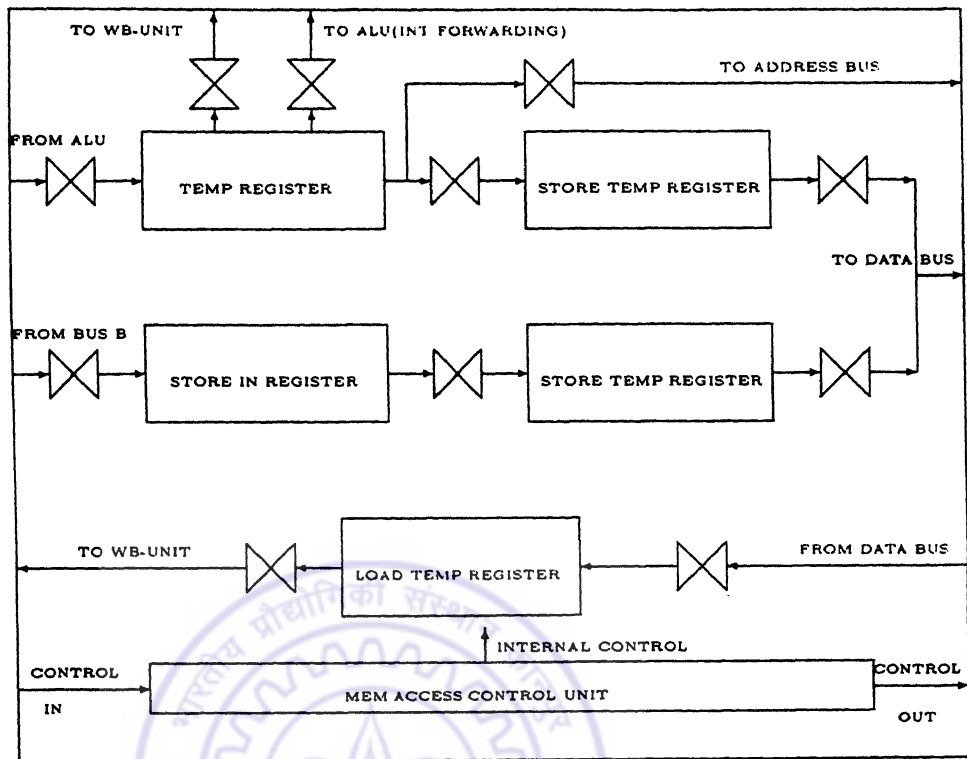 TO WB-UNIT
TO ALU(INT FORWARDING)
TO ADDRESS BUS
FROM ALU
TEMP REGISTER
STORE TEMP REGISTER
TO DATA BUS
FROM BUS B
STORE IN REGISTER
STORE TEMP REGISTER
TO WB-UNIT
LOAD TEMP REGISTER
FROM DATA BUS
INTERNAL CONTROL
CONTROL
IN
MEM ACCESS CONTROL UNIT
CONTROL
OUT
भारतीय प्रौद्योगिकी संस्थान कानपुर